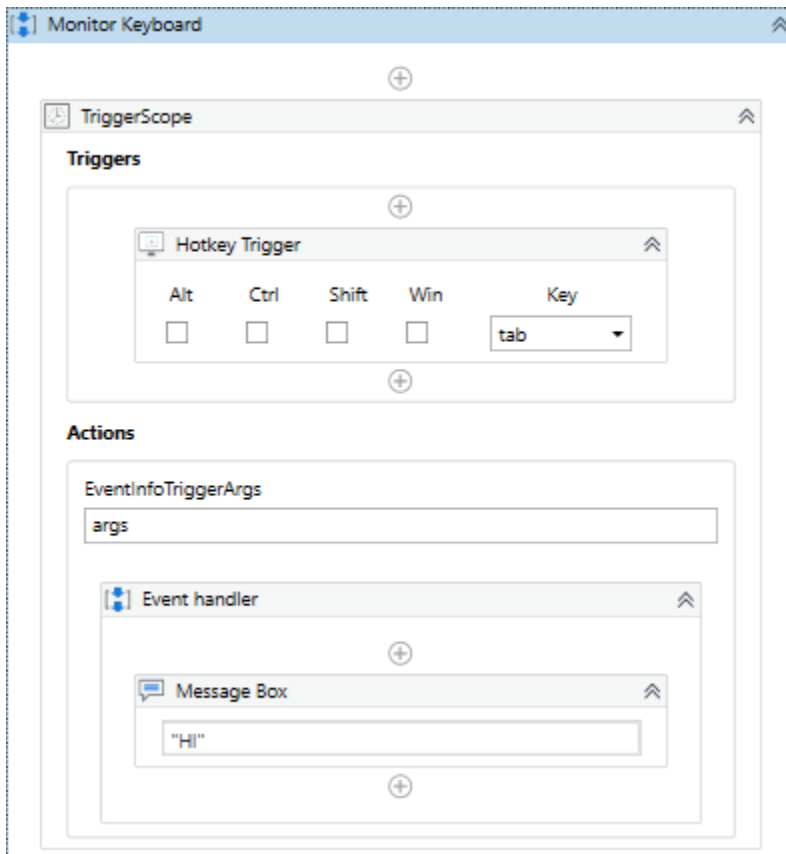 Monitor Keyboard
TriggerScope
Triggers
Hotkey Trigger
Alt Ctrl Shift Win Key
tab
Actions
EventInfoTriggerArgs
args
Event handler
Message Box
"HI"